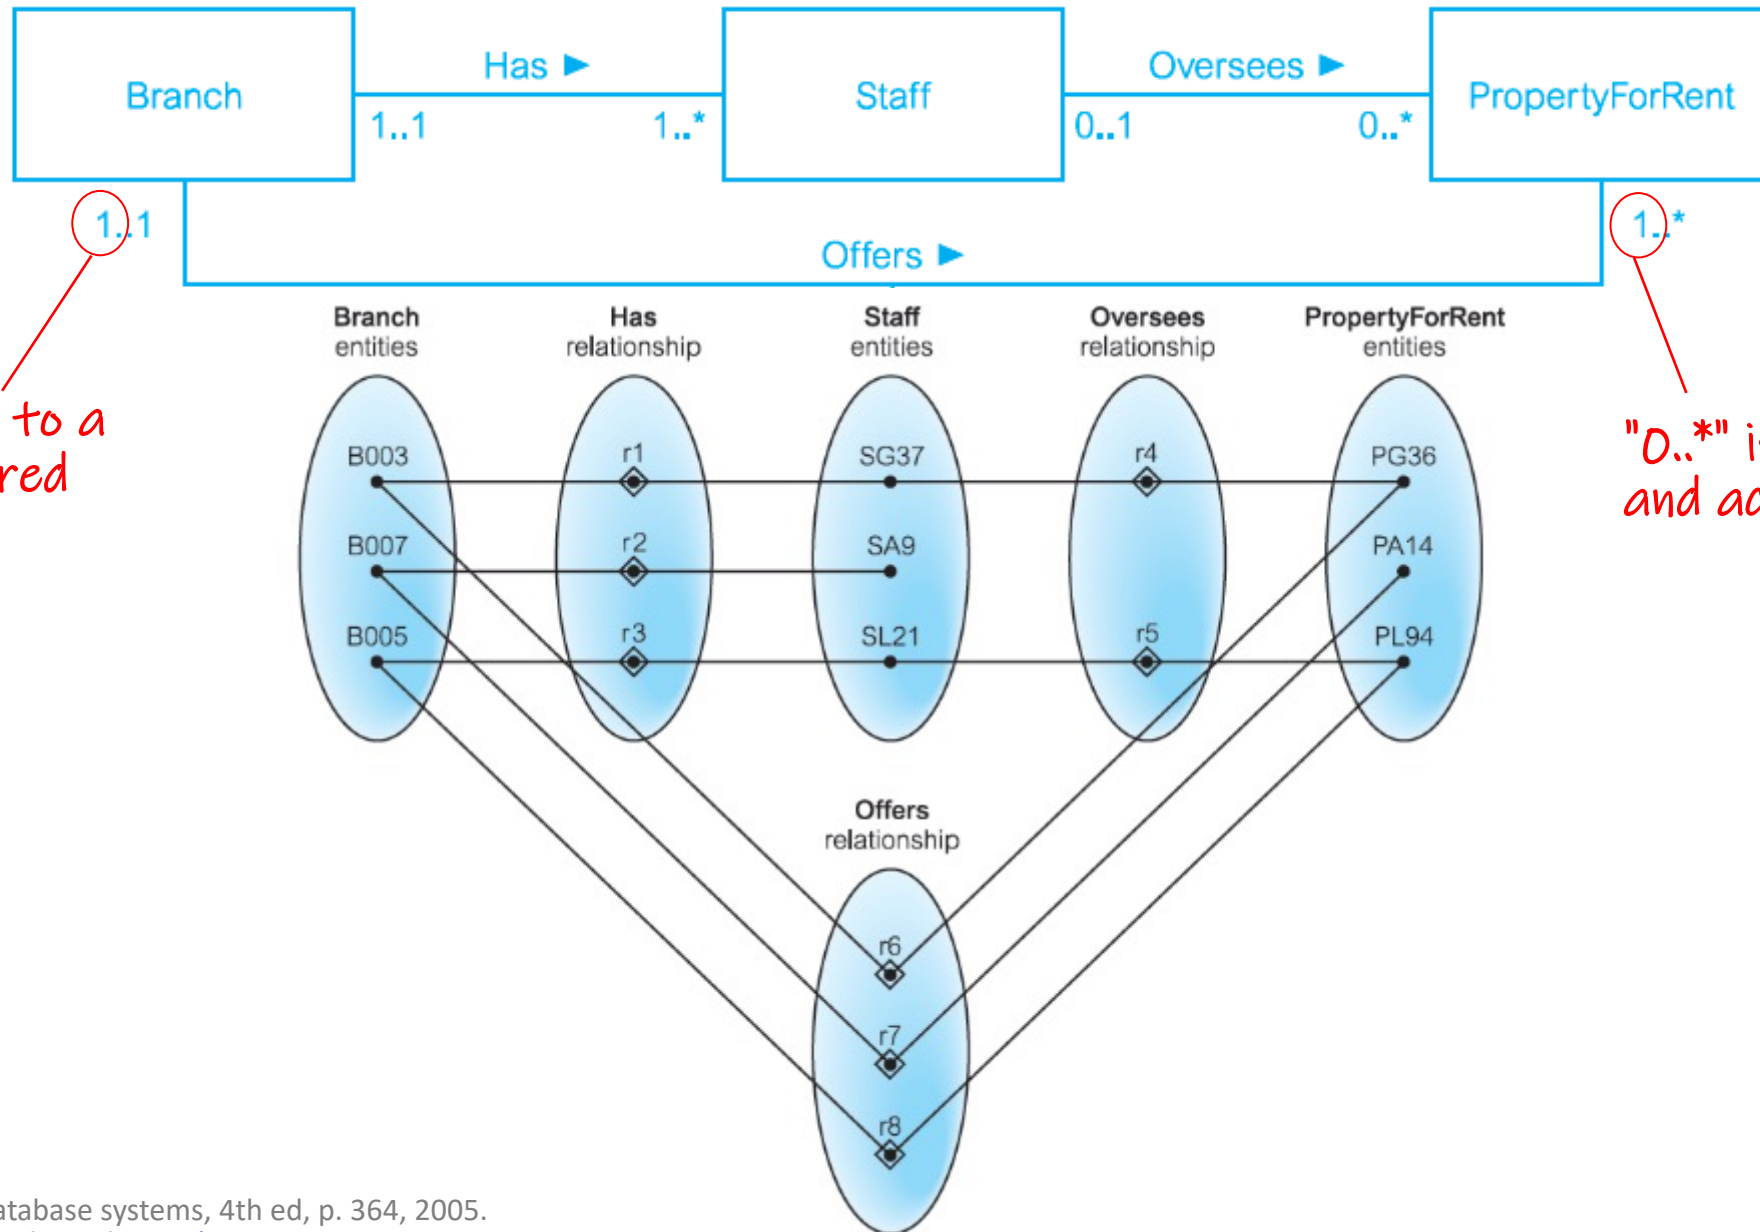 Branch
Has ►
Staff
Oversees ►
PropertyForRent
1..1
1..*
0..1
0..*
1..1
1..*
Offers ►
Branch
entities
Has
relationship
Staff
entities
Oversees
relationship
PropertyForRent
entities
to a
red
"0..*" i
and ac
B003
r1
SG37
r4
PG36
B007
r2
SA9
PA14
B005
r3
SL21
r5
PL94
Offers
relationship
r6
r7
r8
atabase systems, 4th ed, p. 364, 2005.